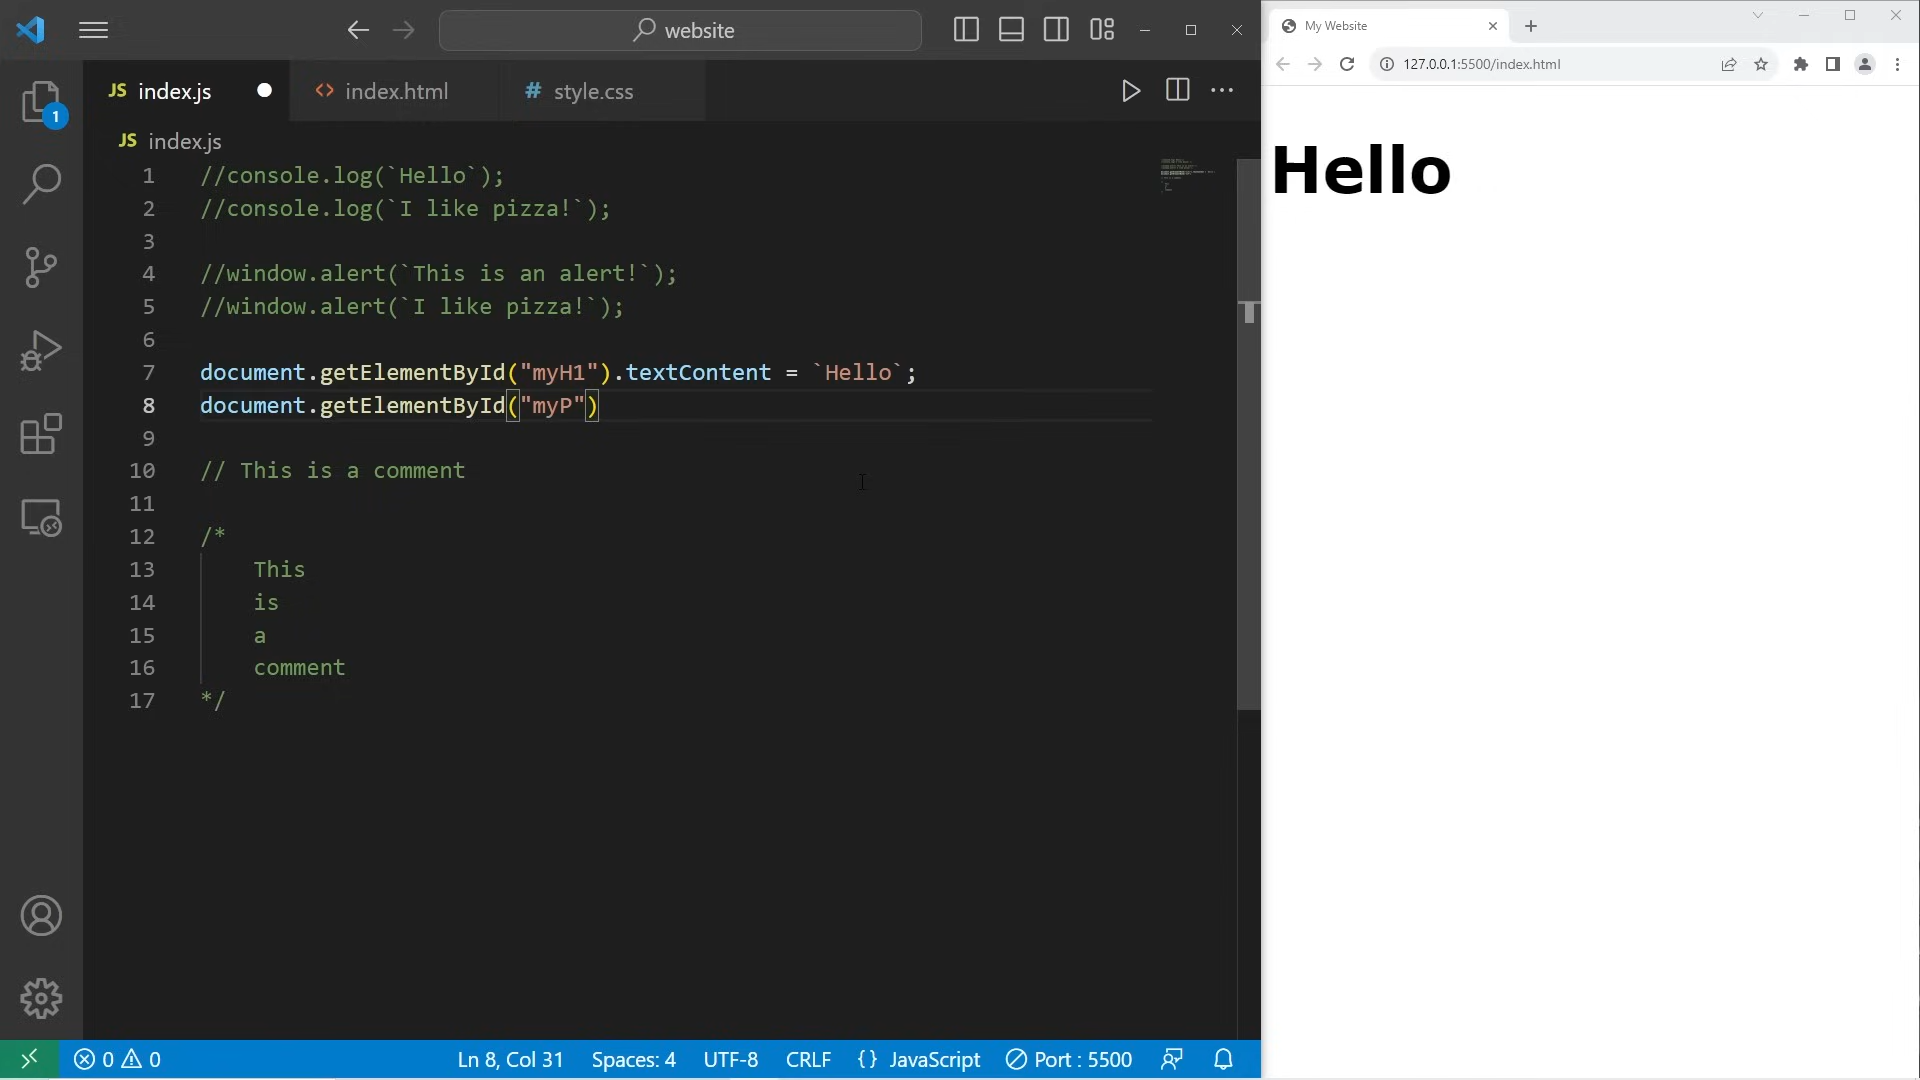 website
My Website
127.0.0.1:5500/index.html
1
JS index.js
<> index.html
# style.css
JS index.js
1 //console.log(`Hello`);
2 //console.log(`I like pizza!`);
3
4 //window.alert(`This is an alert!`);
5 //window.alert(`I like pizza!`);
6
7 document.getElementById("myH1").textContent = `Hello`;
8 document.getElementById("myP")
9
10 // This is a comment
11
12 /*
13 This
14 is
15 a
16 comment
17 */
Hello
0 0
Ln 8, Col 31 Spaces: 4 UTF-8 CRLF {} JavaScript Port : 5500